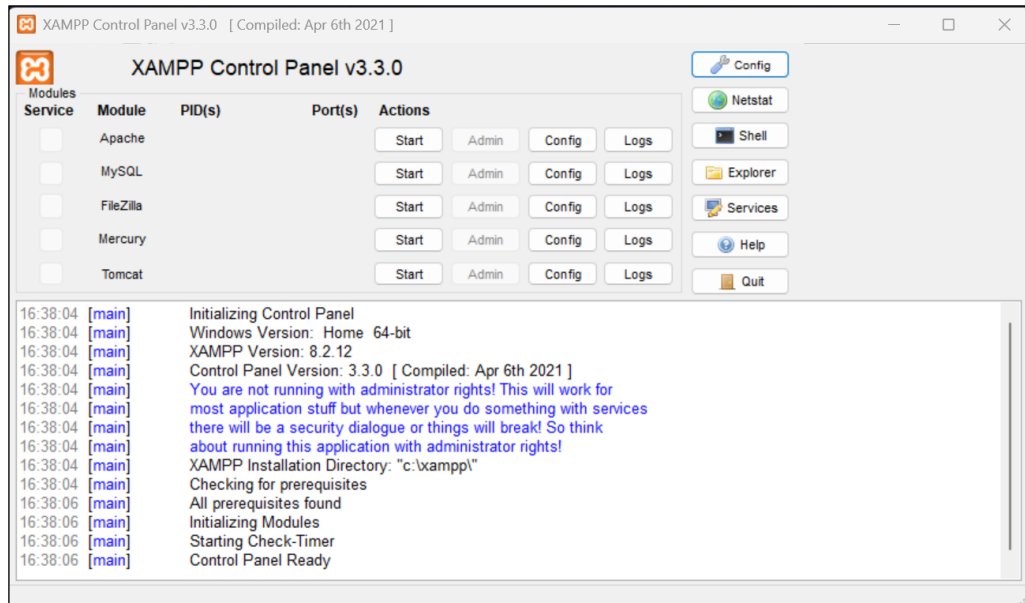 XAMPP Control Panel v3.3.0 [ Compiled: Apr 6th 2021 ]
XAMPP Control Panel v3.3.0
Config
Modules
Service Module PID(s) Port(s) Actions
Netstat
Apache Start Admin Config Logs
Shell
MySQL Start Admin Config Logs
Explorer
FileZilla Start Admin Config Logs
Services
Mercury Start Admin Config Logs
Help
Tomcat Start Admin Config Logs
Quit
16:38:04 [main] Initializing Control Panel
16:38:04 [main] Windows Version: Home 64-bit
16:38:04 [main] XAMPP Version: 8.2.12
16:38:04 [main] Control Panel Version: 3.3.0 [ Compiled: Apr 6th 2021 ]
16:38:04 [main] You are not running with administrator rights! This will work for
16:38:04 [main] most application stuff but whenever you do something with services
16:38:04 [main] there will be a security dialogue or things will break! So think
16:38:04 [main] about running this application with administrator rights!
16:38:04 [main] XAMPP Installation Directory: "c:\xampp\"
16:38:04 [main] Checking for prerequisites
16:38:06 [main] All prerequisites found
16:38:06 [main] Initializing Modules
16:38:06 [main] Starting Check-Timer
16:38:06 [main] Control Panel Ready